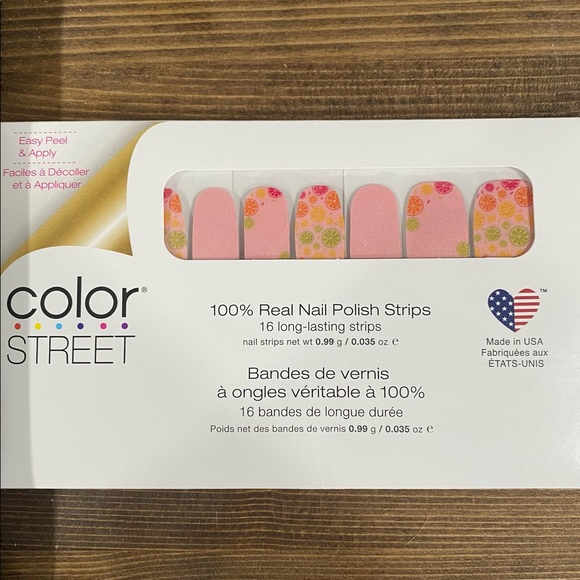 Easy Peel
& Apply
Faciles à Décoller
et à Appliquer
color®
STREET
100% Real Nail Polish Strips
16 long-lasting strips
nail strips net wt 0.99 g / 0.035 oz ℮
Bandes de vernis
à ongles véritable à 100%
16 bandes de longue durée
Poids net des bandes de vernis 0.99 g / 0.035 oz ℮
™
Made in USA
Fabriquées aux
ÉTATS-UNIS